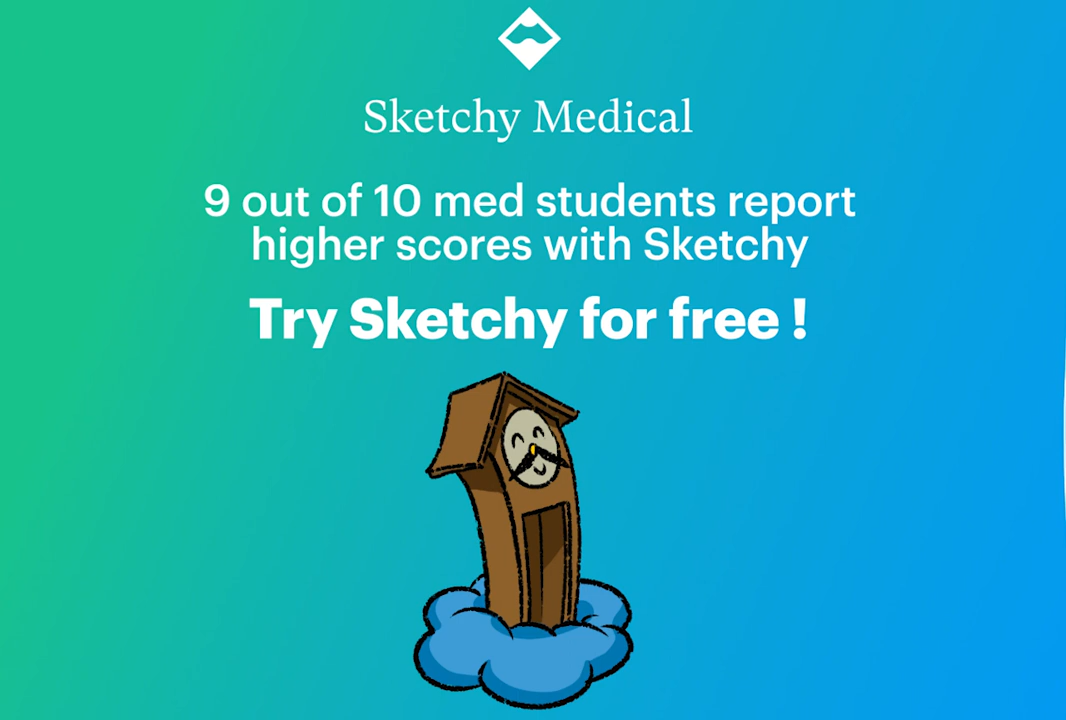 Sketchy Medical
9 out of 10 med students report
higher scores with Sketchy
Try Sketchy for free !